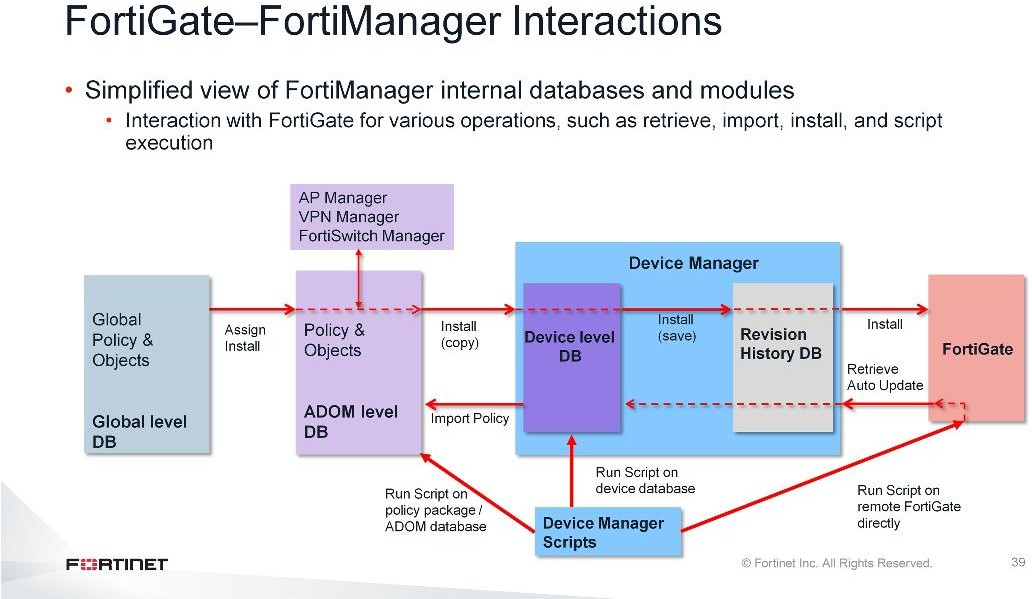 FortiGate–FortiManager Interactions
• Simplified view of FortiManager internal databases and modules
• Interaction with FortiGate for various operations, such as retrieve, import, install, and script
execution
AP Manager
VPN Manager
FortiSwitch Manager
Device Manager
Global
Policy &
Objects
Global level
DB
Assign
Install
Policy &
Objects
ADOM level
DB
Install
(copy)
Import Policy
Device level
DB
Install
(save)
Revision
History DB
Install
Retrieve
Auto Update
FortiGate
Run Script on
policy package /
ADOM database
Run Script on
device database
Device Manager
Scripts
Run Script on
remote FortiGate
directly
FORTINET
© Fortinet Inc. All Rights Reserved.
39